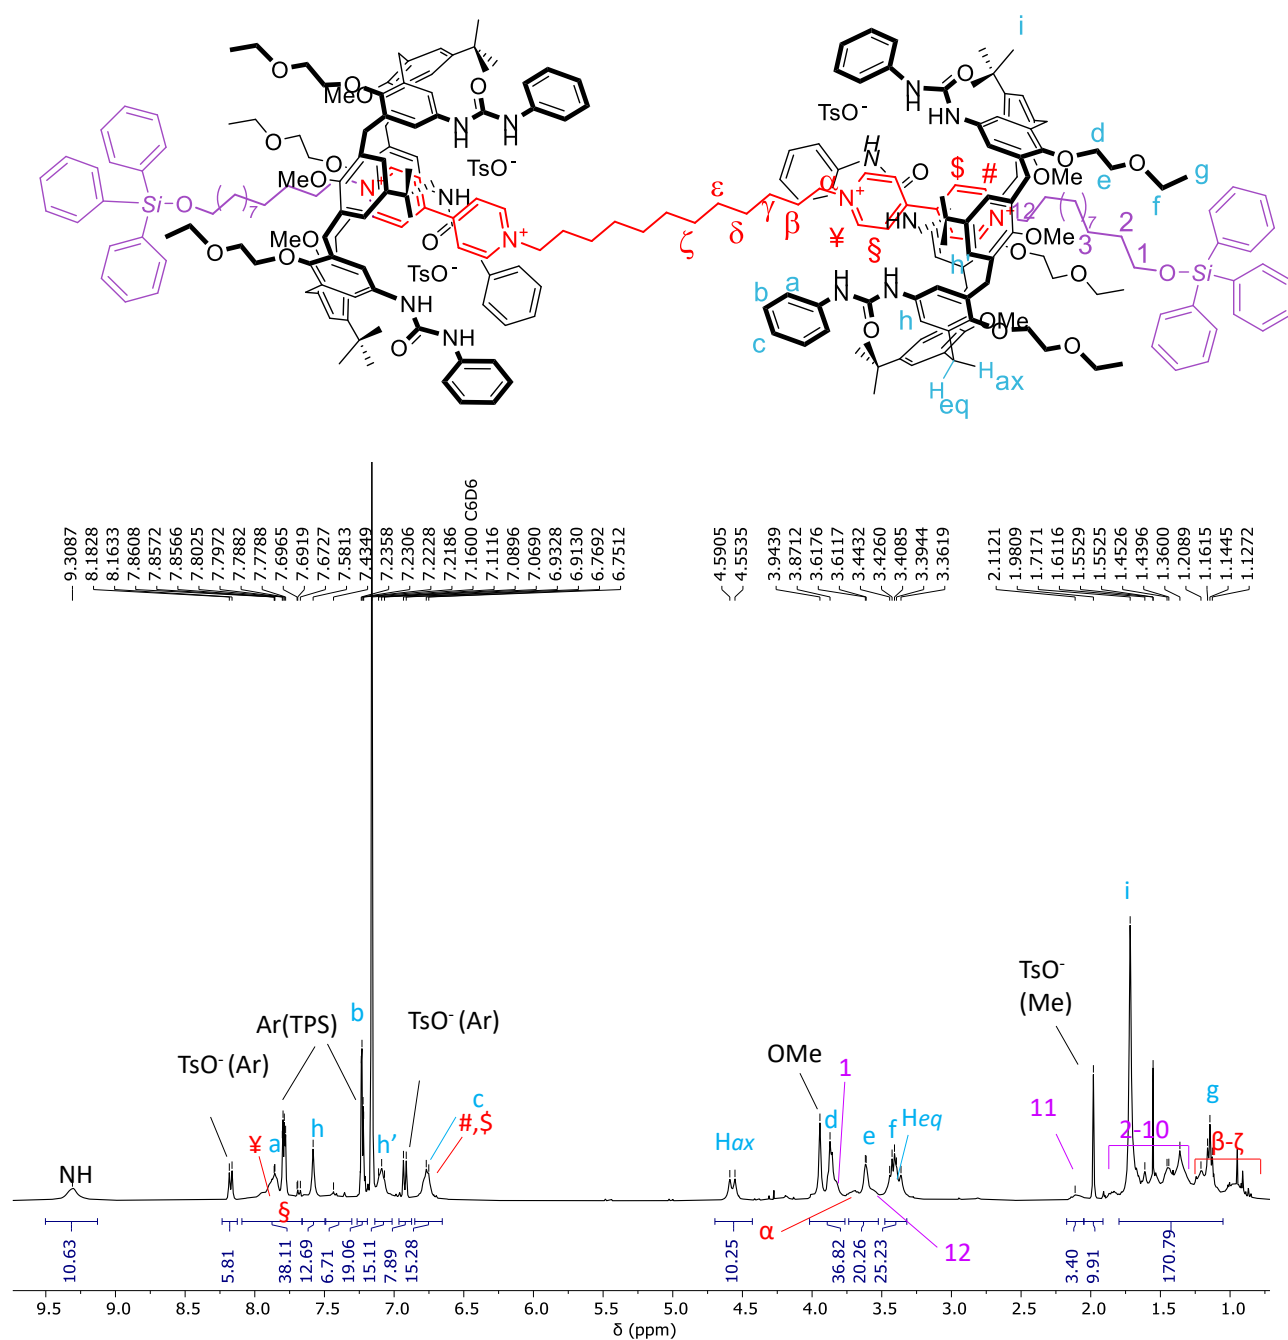 i
O
O
MeO
O
N
H
N
H
TsO⁻
TsO⁻
O
O
MeO
NH
O
Si
O
7
N⁺
N⁺
O
O
MeO
O
TsO⁻
NH
O
NH
N
H
N
H
O
TsO⁻
N
H
O
HN
d
O
e
O
g
f
OMe
$
#
α
N⁺
N⁺
12
7
3
2
1
O
Si
ε
ζ
δ
γ
β
¥
§
h'
OMe
O
O
b
a
c
N
H
N
H
O
h
OMe
O
O
H
ax
H
eq
9.3087
8.1828
8.1633
7.8608
7.8572
7.8566
7.8025
7.7972
7.7882
7.7788
7.6965
7.6919
7.6727
7.5813
7.4349
7.2358
7.2306
7.2228
7.2186
7.1600 C6D6
7.1116
7.0896
7.0690
6.9328
6.9130
6.7692
6.7512
4.5905
4.5535
3.9439
3.8712
3.6176
3.6117
3.4432
3.4260
3.4085
3.3944
3.3619
2.1121
1.9809
1.7171
1.6116
1.5529
1.5525
1.4526
1.4396
1.3600
1.2089
1.1615
1.1445
1.1272
i
TsO⁻
(Me)
b
Ar(TPS)
TsO⁻ (Ar)
TsO⁻ (Ar)
OMe
1
11
g
2-10
β-ζ
c
#,$
h
h'
a
¥
§
NH
Hax
d
e
f
Heq
α
12
10.63
5.81
38.11
12.69
6.71
19.06
15.11
7.89
15.28
10.25
36.82
20.26
25.23
3.40
9.91
170.79
9.5 9.0 8.5 8.0 7.5 7.0 6.5 6.0 5.5 5.0 4.5 4.0 3.5 3.0 2.5 2.0 1.5 1.0
δ (ppm)